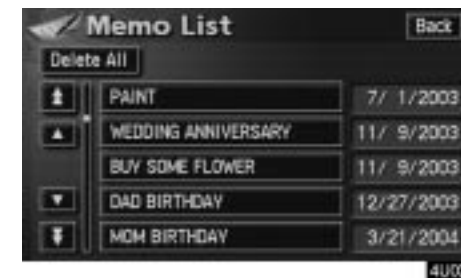 Memo List Back
Delete All
PAINT 7/ 1/2003
WEDDING ANNIVERSARY 11/ 9/2003
BUY SOME FLOWER 11/ 9/2003
DAD BIRTHDAY 12/27/2003
MOM BIRTHDAY 3/21/2004